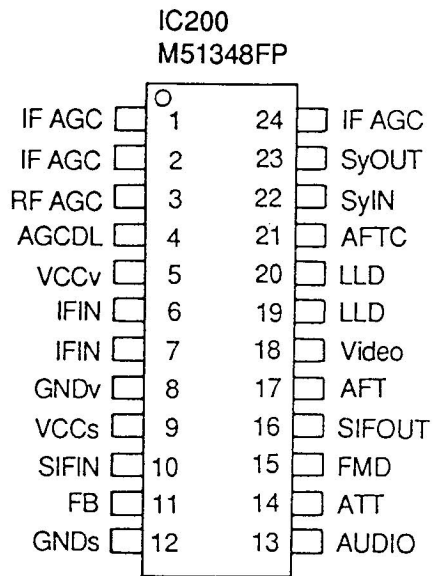 IC200
M51348FP
IF AGC 1 24 IF AGC
IF AGC 2 23 SyOUT
RF AGC 3 22 SyIN
AGCDL 4 21 AFTC
VCCv 5 20 LLD
IFIN 6 19 LLD
IFIN 7 18 Video
GNDv 8 17 AFT
VCCs 9 16 SIFOUT
SIFIN 10 15 FMD
FB 11 14 ATT
GNDs 12 13 AUDIO